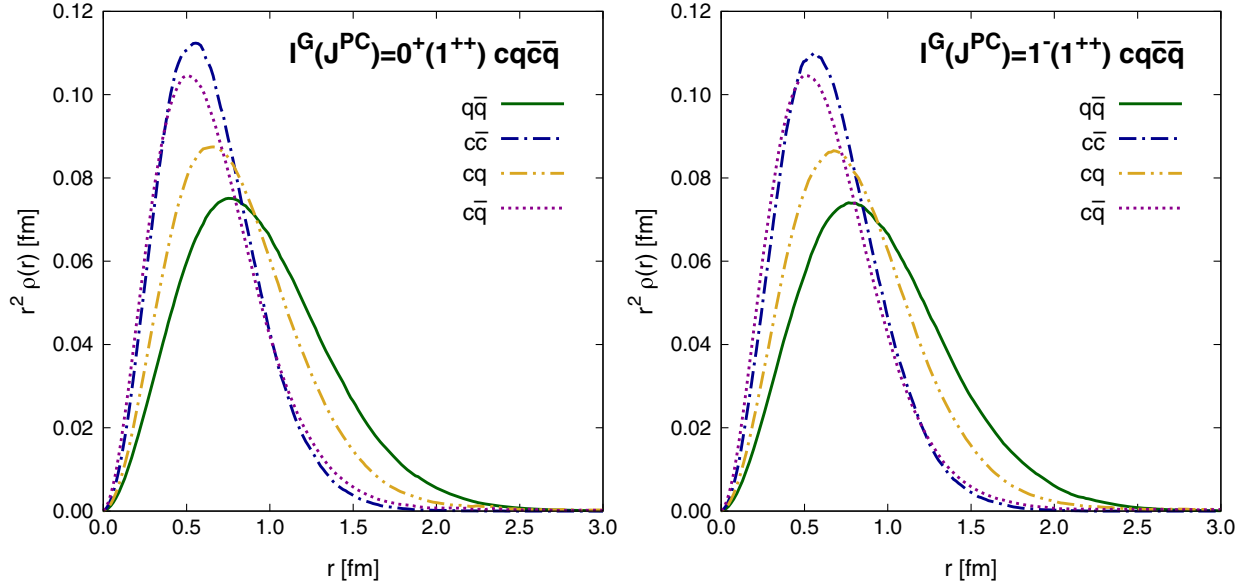 I^G(J^PC)=0^+(1^++) cqc̄q̄
qq̄
cc̄
cq
cq̄
r^2 ρ(r) [fm]
0.12
0.10
0.08
0.06
0.04
0.02
0.00
0.0 0.5 1.0 1.5 2.0 2.5 3.0
r [fm]
I^G(J^PC)=1^-(1^++) cqc̄q̄
qq̄
cc̄
cq
cq̄
r^2 ρ(r) [fm]
0.12
0.10
0.08
0.06
0.04
0.02
0.00
0.0 0.5 1.0 1.5 2.0 2.5 3.0
r [fm]